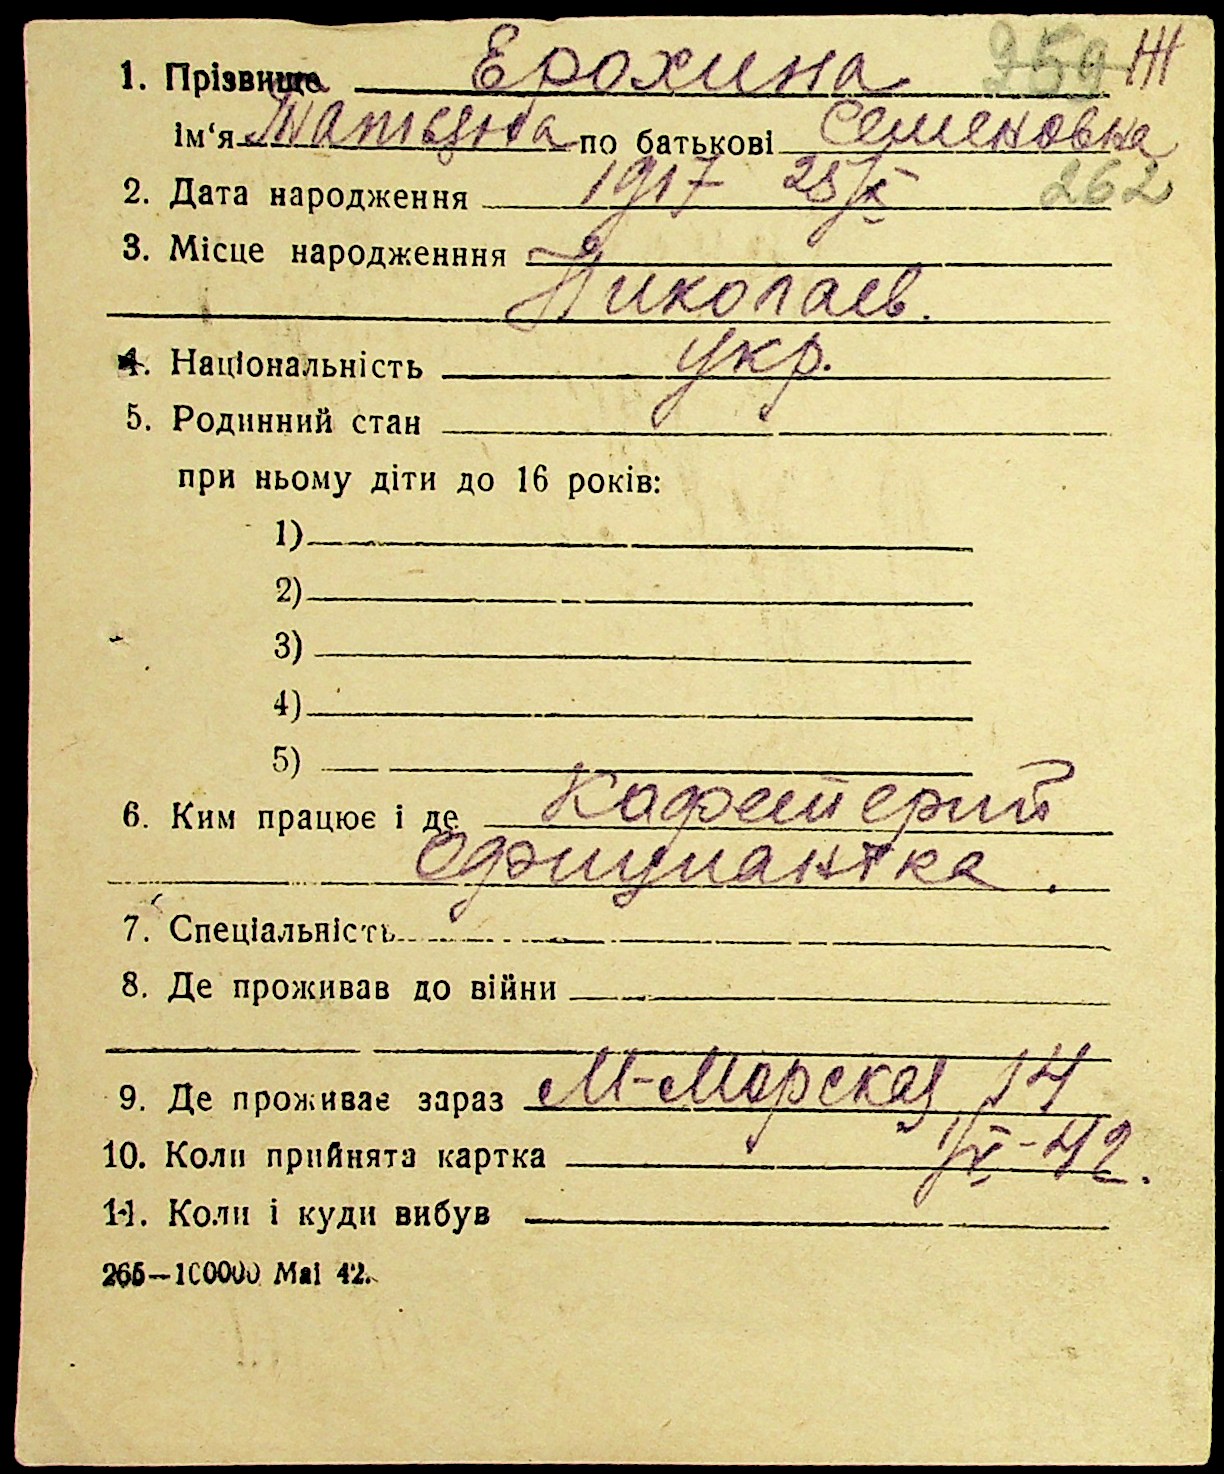 1. Прізвище Ерохина 259 Ж
ім'я Татьяна по батькові Семеновна
2. Дата народження 1917 25/X 262
3. Місце народженння
Николаев.
4. Національність укр.
5. Родинний стан
при ньому діти до 16 років:
1)
2)
3)
4)
5)
6. Ким працює і де Кафетерий
Официантка.
7. Спеціальність
8. Де проживав до війни
9. Де проживає зараз М-Морская 14
10. Коли прийнята картка 1/X-42.
11. Коли і куди вибув
265—100000 Маі 42.